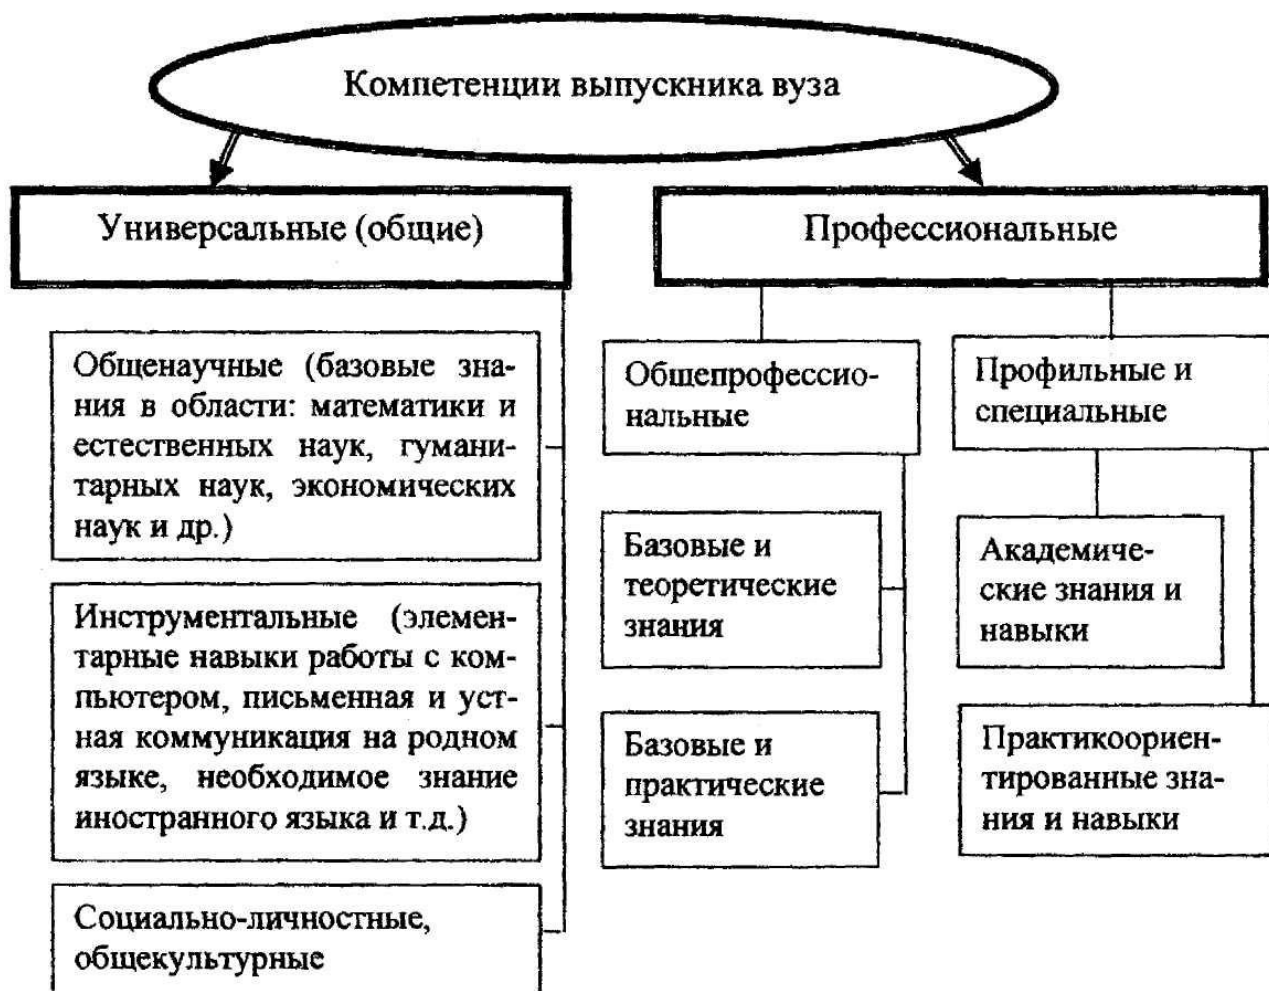 Компетенции выпускника вуза
Универсальные (общие)
Общенаучные (базовые зна-
ния в области: математики и
естественных наук, гумани-
тарных наук, экономических
наук и др.)
Инструментальные (элемен-
тарные навыки работы с ком-
пьютером, письменная и уст-
ная коммуникация на родном
языке, необходимое знание
иностранного языка и т.д.)
Социально-личностные,
общекультурные
Профессиональные
Общепрофессио-
нальные
Базовые и
теоретические
знания
Базовые и
практические
знания
Профильные и
специальные
Академиче-
ские знания и
навыки
Практикоориен-
тированные зна-
ния и навыки